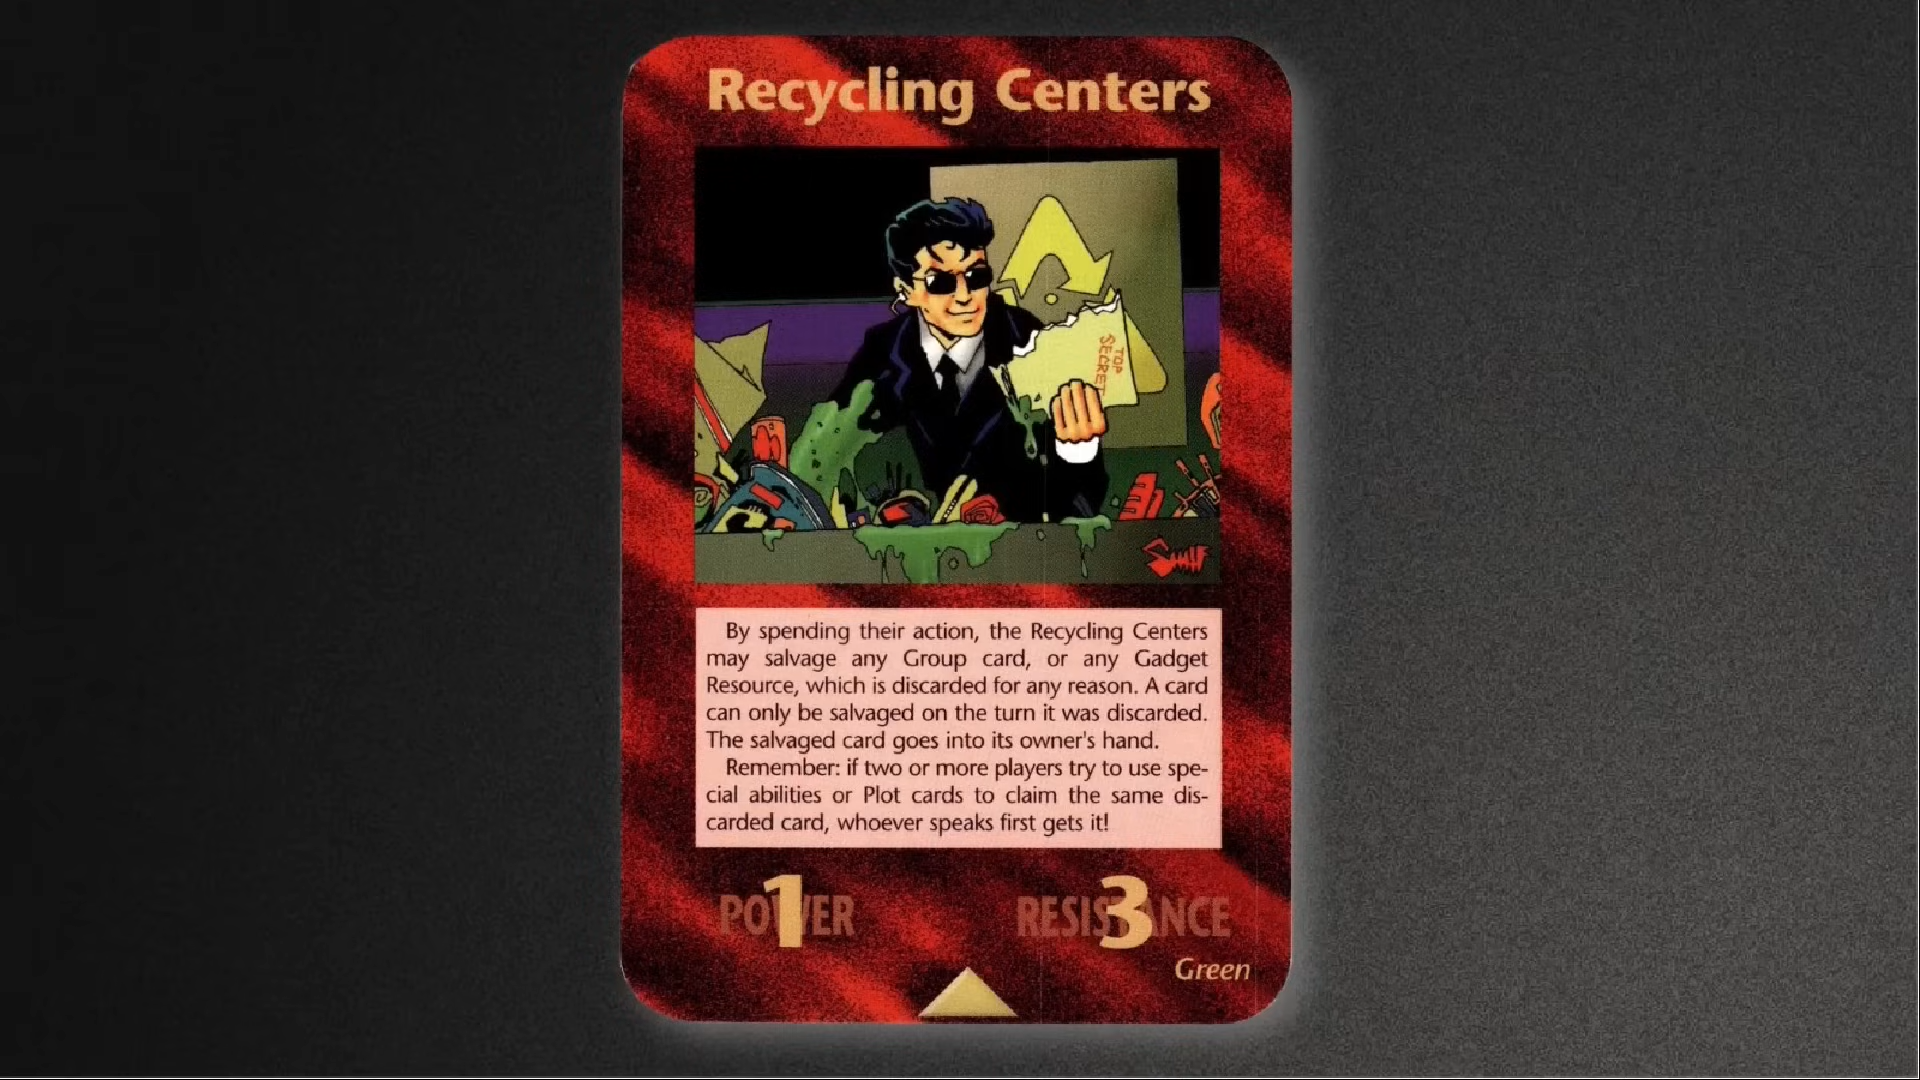 Recycling Centers
TOP
SECRET
By spending their action, the Recycling Centers
may salvage any Group card, or any Gadget
Resource, which is discarded for any reason. A card
can only be salvaged on the turn it was discarded.
The salvaged card goes into its owner's hand.
Remember: if two or more players try to use spe-
cial abilities or Plot cards to claim the same dis-
carded card, whoever speaks first gets it!
POWER 1 RESISTANCE 3
Green